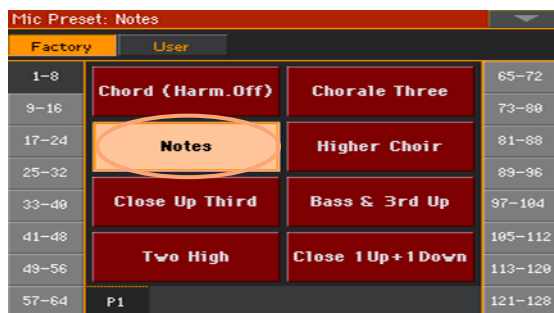 Mic Preset: Notes
Factory
User
1-8
9-16
17-24
25-32
33-40
41-48
49-56
57-64
Chord (Harm.Off)
Chorale Three
Notes
Higher Choir
Close Up Third
Bass & 3rd Up
Two High
Close 1Up+1Down
P1
65-72
73-80
81-88
89-96
97-104
105-112
113-120
121-128